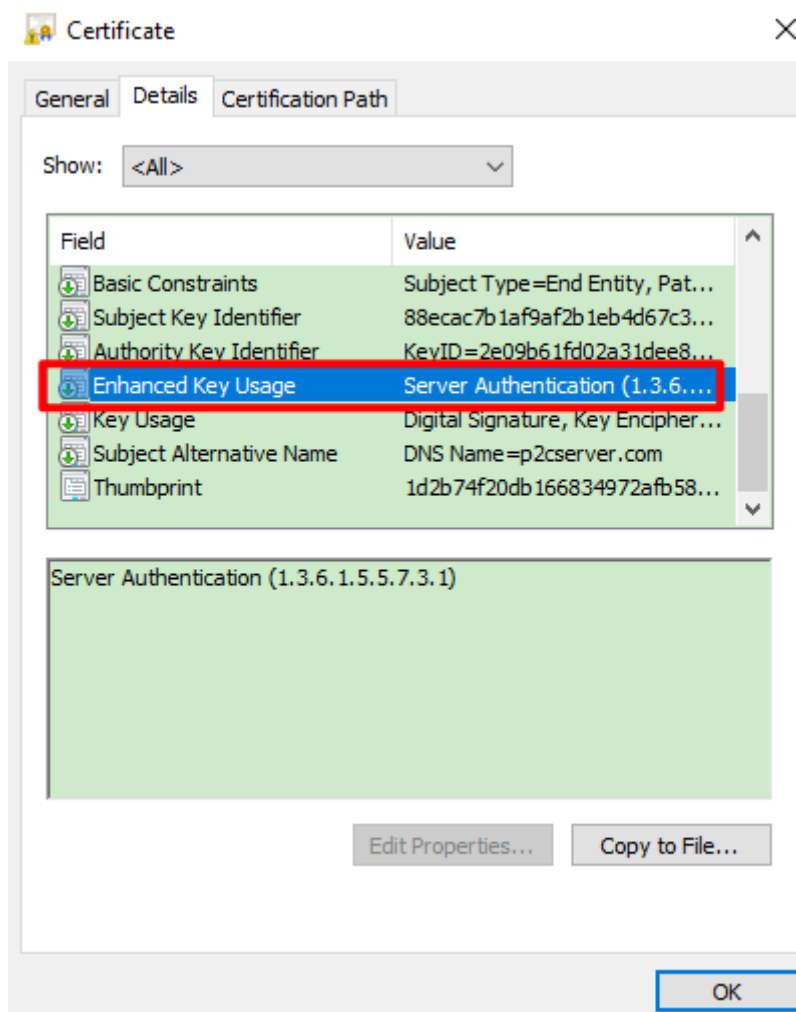 Certificate
General Details Certification Path
Show: <All>
Field Value
Basic Constraints Subject Type=End Entity, Pat...
Subject Key Identifier 88ecac7b1af9af2b1eb4d67c3...
Authority Key Identifier KeyID=2e09b61fd02a31dee8...
Enhanced Key Usage Server Authentication (1.3.6....
Key Usage Digital Signature, Key Encipher...
Subject Alternative Name DNS Name=p2cserver.com
Thumbprint 1d2b74f20db166834972afb58...
Server Authentication (1.3.6.1.5.5.7.3.1)
Edit Properties... Copy to File...
OK